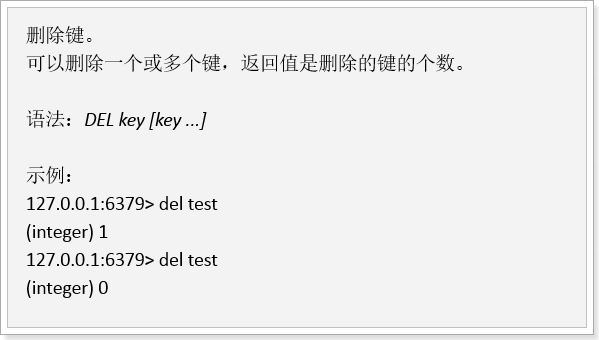 删除键。
可以删除一个或多个键，返回值是删除的键的个数。
语法：DEL key [key ...]
示例：
127.0.0.1:6379> del test
(integer) 1
127.0.0.1:6379> del test
(integer) 0